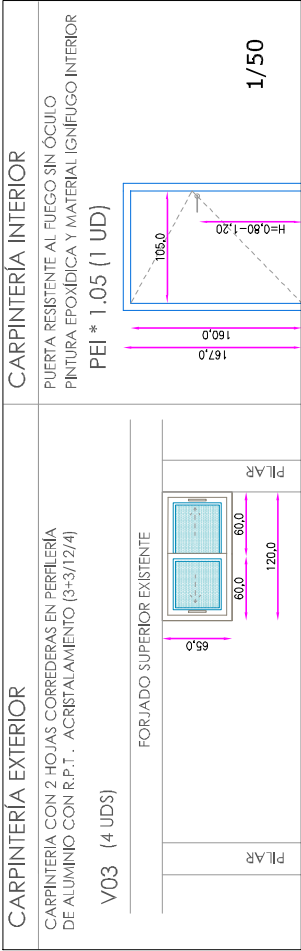 CARPINTERÍA EXTERIOR
CARPINTERÍA CON 2 HOJAS CORREDERAS EN PERFILERÍA
DE ALUMINIO CON R.P.T . ACRISTALAMIENTO (3+3/12/4)
V03 (4 UDS)
FORJADO SUPERIOR EXISTENTE
PILAR
65,0
60,0
60,0
120,0
PILAR
CARPINTERÍA INTERIOR
PUERTA RESISTENTE AL FUEGO SIN ÓCULO
PINTURA EPOXÍDICA Y MATERIAL IGNÍFUGO INTERIOR
PEI * 1.05 (1 UD)
167,0
160,0
105,0
H=0,80-1,20
1/50